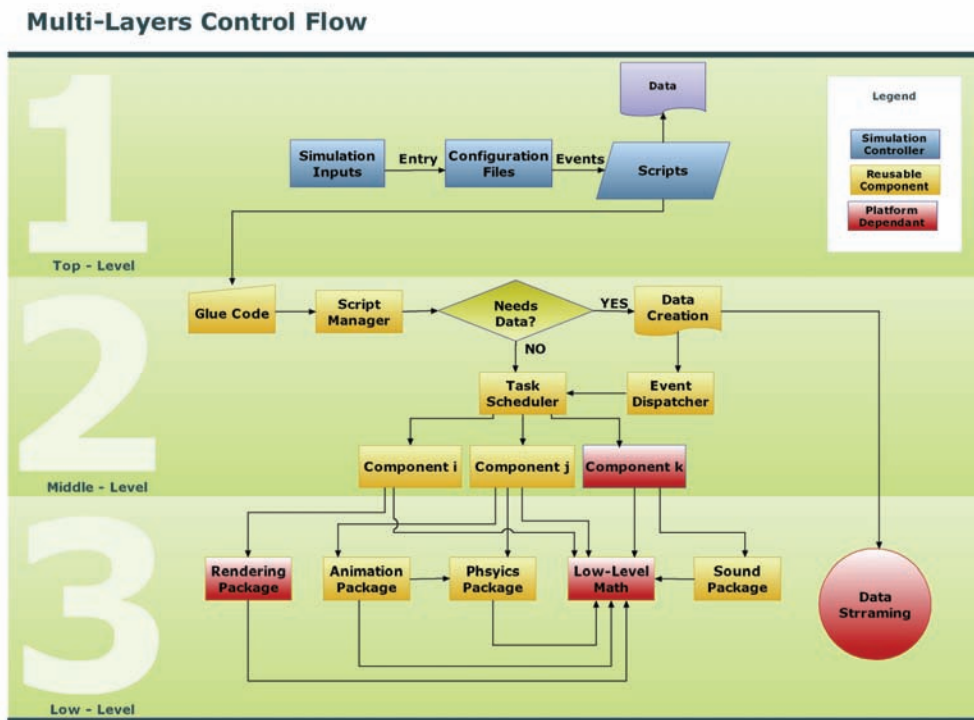 Multi-Layers Control Flow
1
Data
Legend
Simulation
Controller
Reusable
Component
Platform
Dependant
Simulation
Inputs
Entry
Configuration
Files
Events
Scripts
Top - Level
2
Glue Code
Script
Manager
Needs
Data?
YES
Data
Creation
NO
Task
Scheduler
Event
Dispatcher
Component i
Component j
Component k
Middle - Level
3
Rendering
Package
Animation
Package
Phsyics
Package
Low-Level
Math
Sound
Package
Data
Strraming
Low - Level